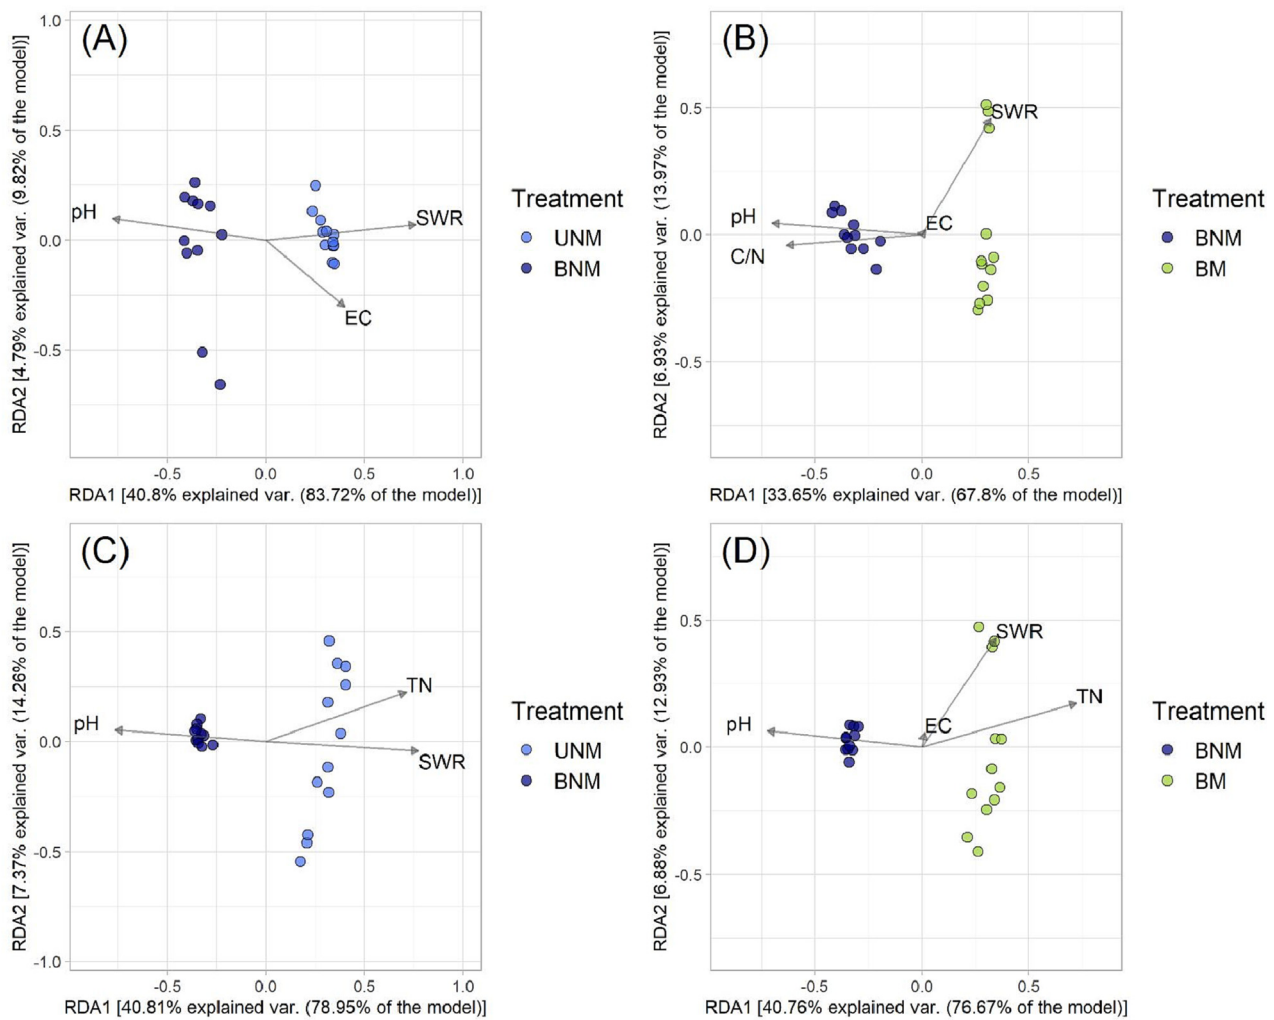 (A)
1.0
0.5
0.0
-0.5
RDA2 [4.79% explained var. (9.82% of the model)]
pH
SWR
EC
-0.5
0.0
0.5
1.0
RDA1 [40.8% explained var. (83.72% of the model)]
Treatment
UNM
BNM
(B)
0.5
0.0
-0.5
RDA2 [6.93% explained var. (13.97% of the model)]
SWR
pH
EC
C/N
-0.5
0.0
0.5
RDA1 [33.65% explained var. (67.8% of the model)]
Treatment
BNM
BM
(C)
0.5
0.0
-0.5
-1.0
RDA2 [7.37% explained var. (14.26% of the model)]
TN
pH
SWR
-0.5
0.0
0.5
1.0
RDA1 [40.81% explained var. (78.95% of the model)]
Treatment
UNM
BNM
(D)
0.5
0.0
-0.5
RDA2 [6.88% explained var. (12.93% of the model)]
SWR
TN
pH
EC
-0.5
0.0
0.5
RDA1 [40.76% explained var. (76.67% of the model)]
Treatment
BNM
BM